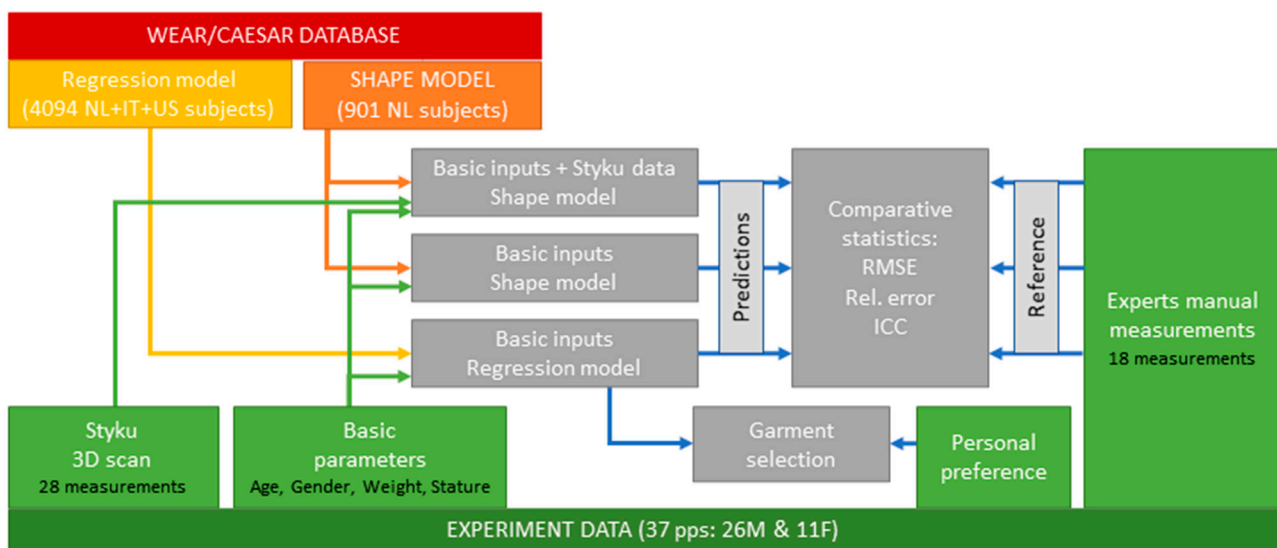 WEAR/CAESAR DATABASE
Regression model
(4094 NL+IT+US subjects)
SHAPE MODEL
(901 NL subjects)
Basic inputs + Styku data
Shape model
Basic inputs
Shape model
Basic inputs
Regression model
Predictions
Comparative
statistics:
RMSE
Rel. error
ICC
Reference
Experts manual
measurements
18 measurements
Styku
3D scan
28 measurements
Basic
parameters
Age, Gender, Weight, Stature
Garment
selection
Personal
preference
EXPERIMENT DATA (37 pps: 26M & 11F)